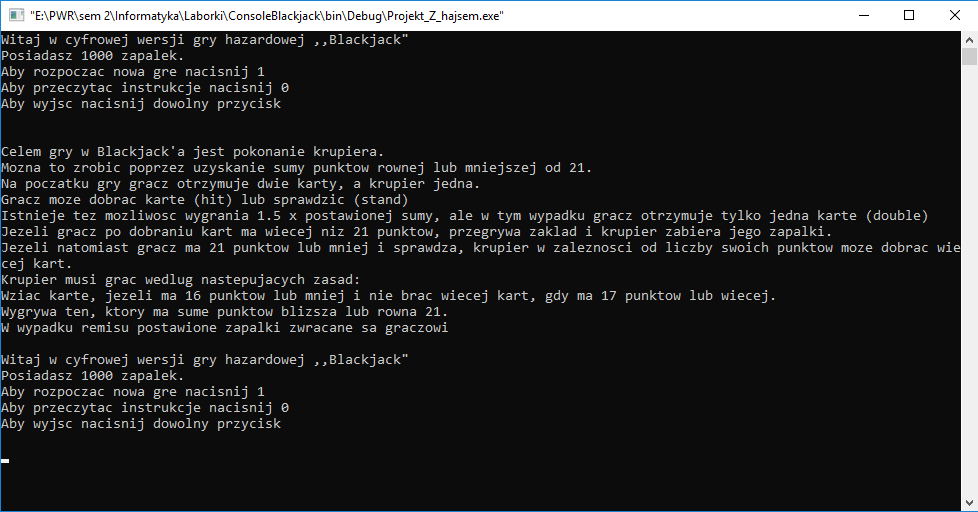 "E:\PWR\sem 2\Informatyka\Laborki\ConsoleBlackjack\bin\Debug\Projekt_Z_hajsem.exe"
Witaj w cyfrowej wersji gry hazardowej ,,Blackjack"
Posiadasz 1000 zapalek.
Aby rozpoczac nowa gre nacisnij 1
Aby przeczytac instrukcje nacisnij 0
Aby wyjsc nacisnij dowolny przycisk
Celem gry w Blackjack'a jest pokonanie krupiera.
Mozna to zrobic poprzez uzyskanie sumy punktow rownej lub mniejszej od 21.
Na poczatku gry gracz otrzymuje dwie karty, a krupier jedna.
Gracz moze dobrac karte (hit) lub sprawdzic (stand)
Istnieje tez mozliwosc wygrania 1.5 x postawionej sumy, ale w tym wypadku gracz otrzymuje tylko jedna karte (double)
Jezeli gracz po dobraniu kart ma wiecej niz 21 punktow, przegrywa zaklad i krupier zabiera jego zapalki.
Jezeli natomiast gracz ma 21 punktow lub mniej i sprawdza, krupier w zaleznosci od liczby swoich punktow moze dobrac wie
cej kart.
Krupier musi grac wedlug nastepujacych zasad:
Wziac karte, jezeli ma 16 punktow lub mniej i nie brac wiecej kart, gdy ma 17 punktow lub wiecej.
Wygrywa ten, ktory ma sume punktow blizsza lub rowna 21.
W wypadku remisu postawione zapalki zwracane sa graczowi
Witaj w cyfrowej wersji gry hazardowej ,,Blackjack"
Posiadasz 1000 zapalek.
Aby rozpoczac nowa gre nacisnij 1
Aby przeczytac instrukcje nacisnij 0
Aby wyjsc nacisnij dowolny przycisk